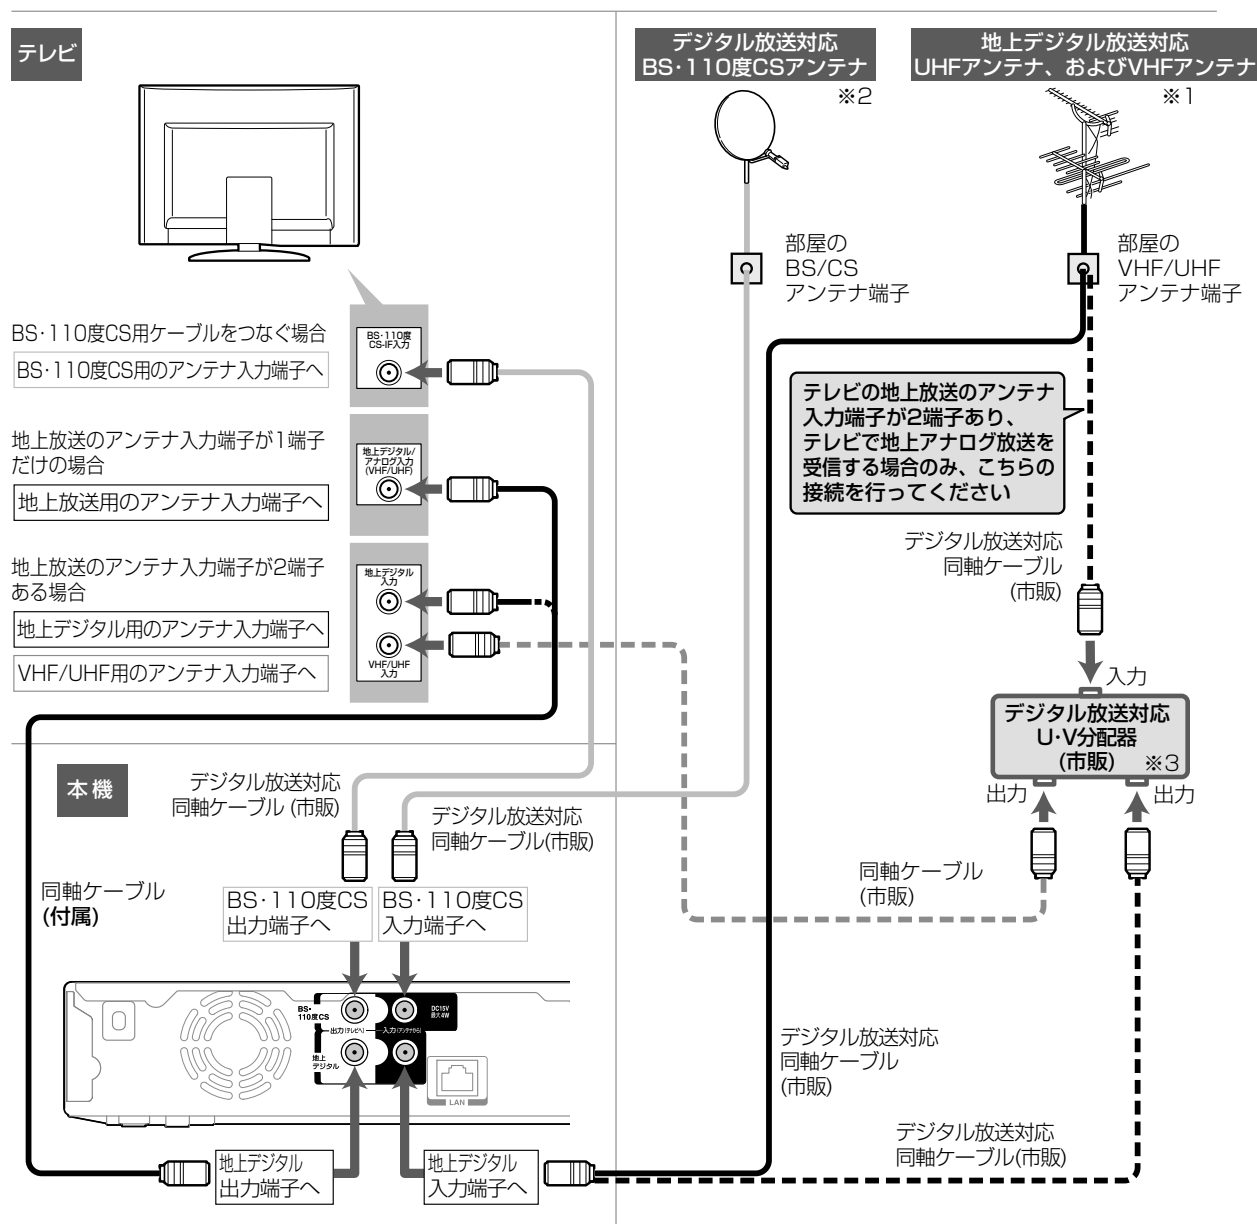 テレビ
デジタル放送対応
BS・110度CSアンテナ
※2
地上デジタル放送対応
UHFアンテナ、およびVHFアンテナ
※1
部屋の
BS/CS
アンテナ端子
部屋の
VHF/UHF
アンテナ端子
BS・110度CS用ケーブルをつなぐ場合
BS・110度CS用のアンテナ入力端子へ
BS・110度
CS-IF入力
地上放送のアンテナ入力端子が1端子
だけの場合
地上放送用のアンテナ入力端子へ
地上デジタル/
アナログ入力
(VHF/UHF)
地上放送のアンテナ入力端子が2端子
ある場合
地上デジタル用のアンテナ入力端子へ
VHF/UHF用のアンテナ入力端子へ
地上デジタル
入力
VHF/UHF
入力
テレビの地上放送のアンテナ
入力端子が2端子あり、
テレビで地上アナログ放送を
受信する場合のみ、こちらの
接続を行ってください
デジタル放送対応
同軸ケーブル
(市販)
入力
デジタル放送対応
U・V分配器
(市販) ※3
出力
出力
本機
デジタル放送対応
同軸ケーブル (市販)
デジタル放送対応
同軸ケーブル(市販)
同軸ケーブル
(付属)
BS・110度CS
出力端子へ
BS・110度CS
入力端子へ
同軸ケーブル
(市販)
BS・
110度CS
DC15V
最大4W
出力(テレビへ)
入力(アンテナから)
地上
デジタル
LAN
デジタル放送対応
同軸ケーブル
(市販)
デジタル放送対応
同軸ケーブル(市販)
地上デジタル
出力端子へ
地上デジタル
入力端子へ